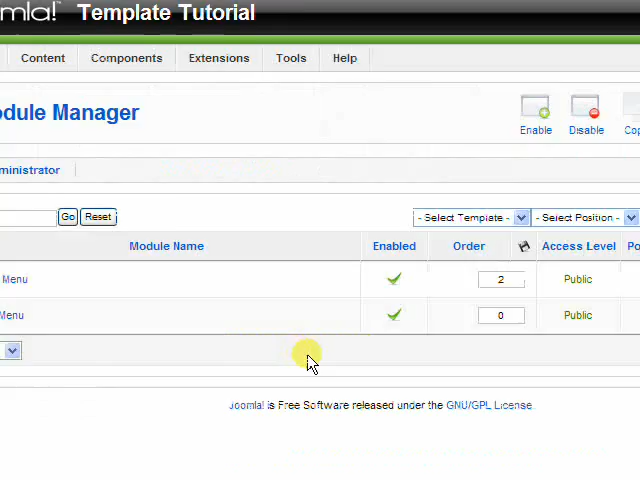 oomla! Template Tutorial
Content Components Extensions Tools Help
odule Manager
Enable Disable Cop
ministrator
Go Reset - Select Template - - Select Position -
Module Name Enabled Order Access Level Po
Menu 2 Public
Menu 0 Public
Joomla! is Free Software released under the GNU/GPL License.